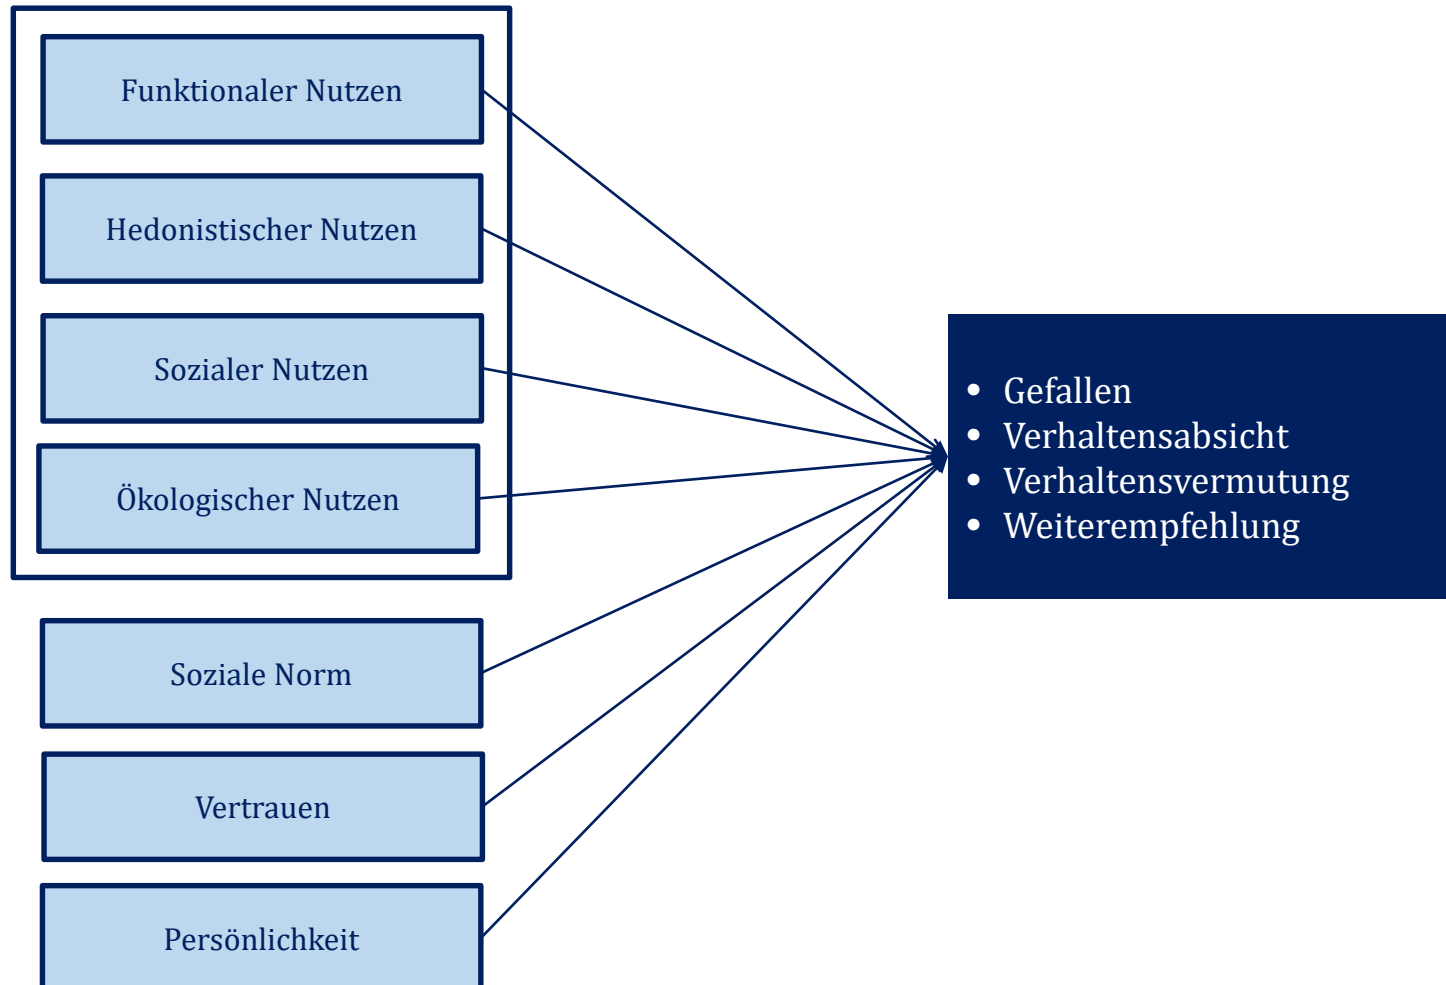 Funktionaler Nutzen
Hedonistischer Nutzen
Sozialer Nutzen
Ökologischer Nutzen
Soziale Norm
Vertrauen
Persönlichkeit
• Gefallen
• Verhaltensabsicht
• Verhaltensvermutung
• Weiterempfehlung